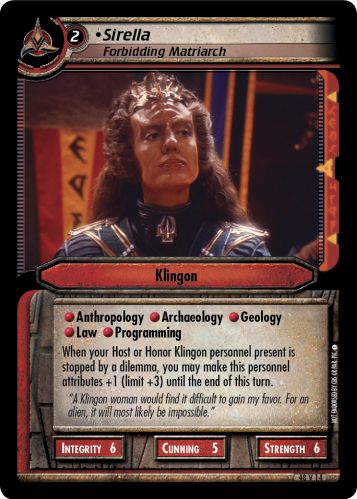 2 •Sirella
Forbidding Matriarch
Klingon
•Anthropology •Archaeology •Geology
•Law •Programming
When your Host or Honor Klingon personnel present is
stopped by a dilemma, you may make this personnel
attributes +1 (limit +3) until the end of this turn.
"A Klingon woman would find it difficult to gain my favor. For an
alien, it will most likely be impossible."
INTEGRITY 6 CUNNING 5 STRENGTH 6
48 V 14